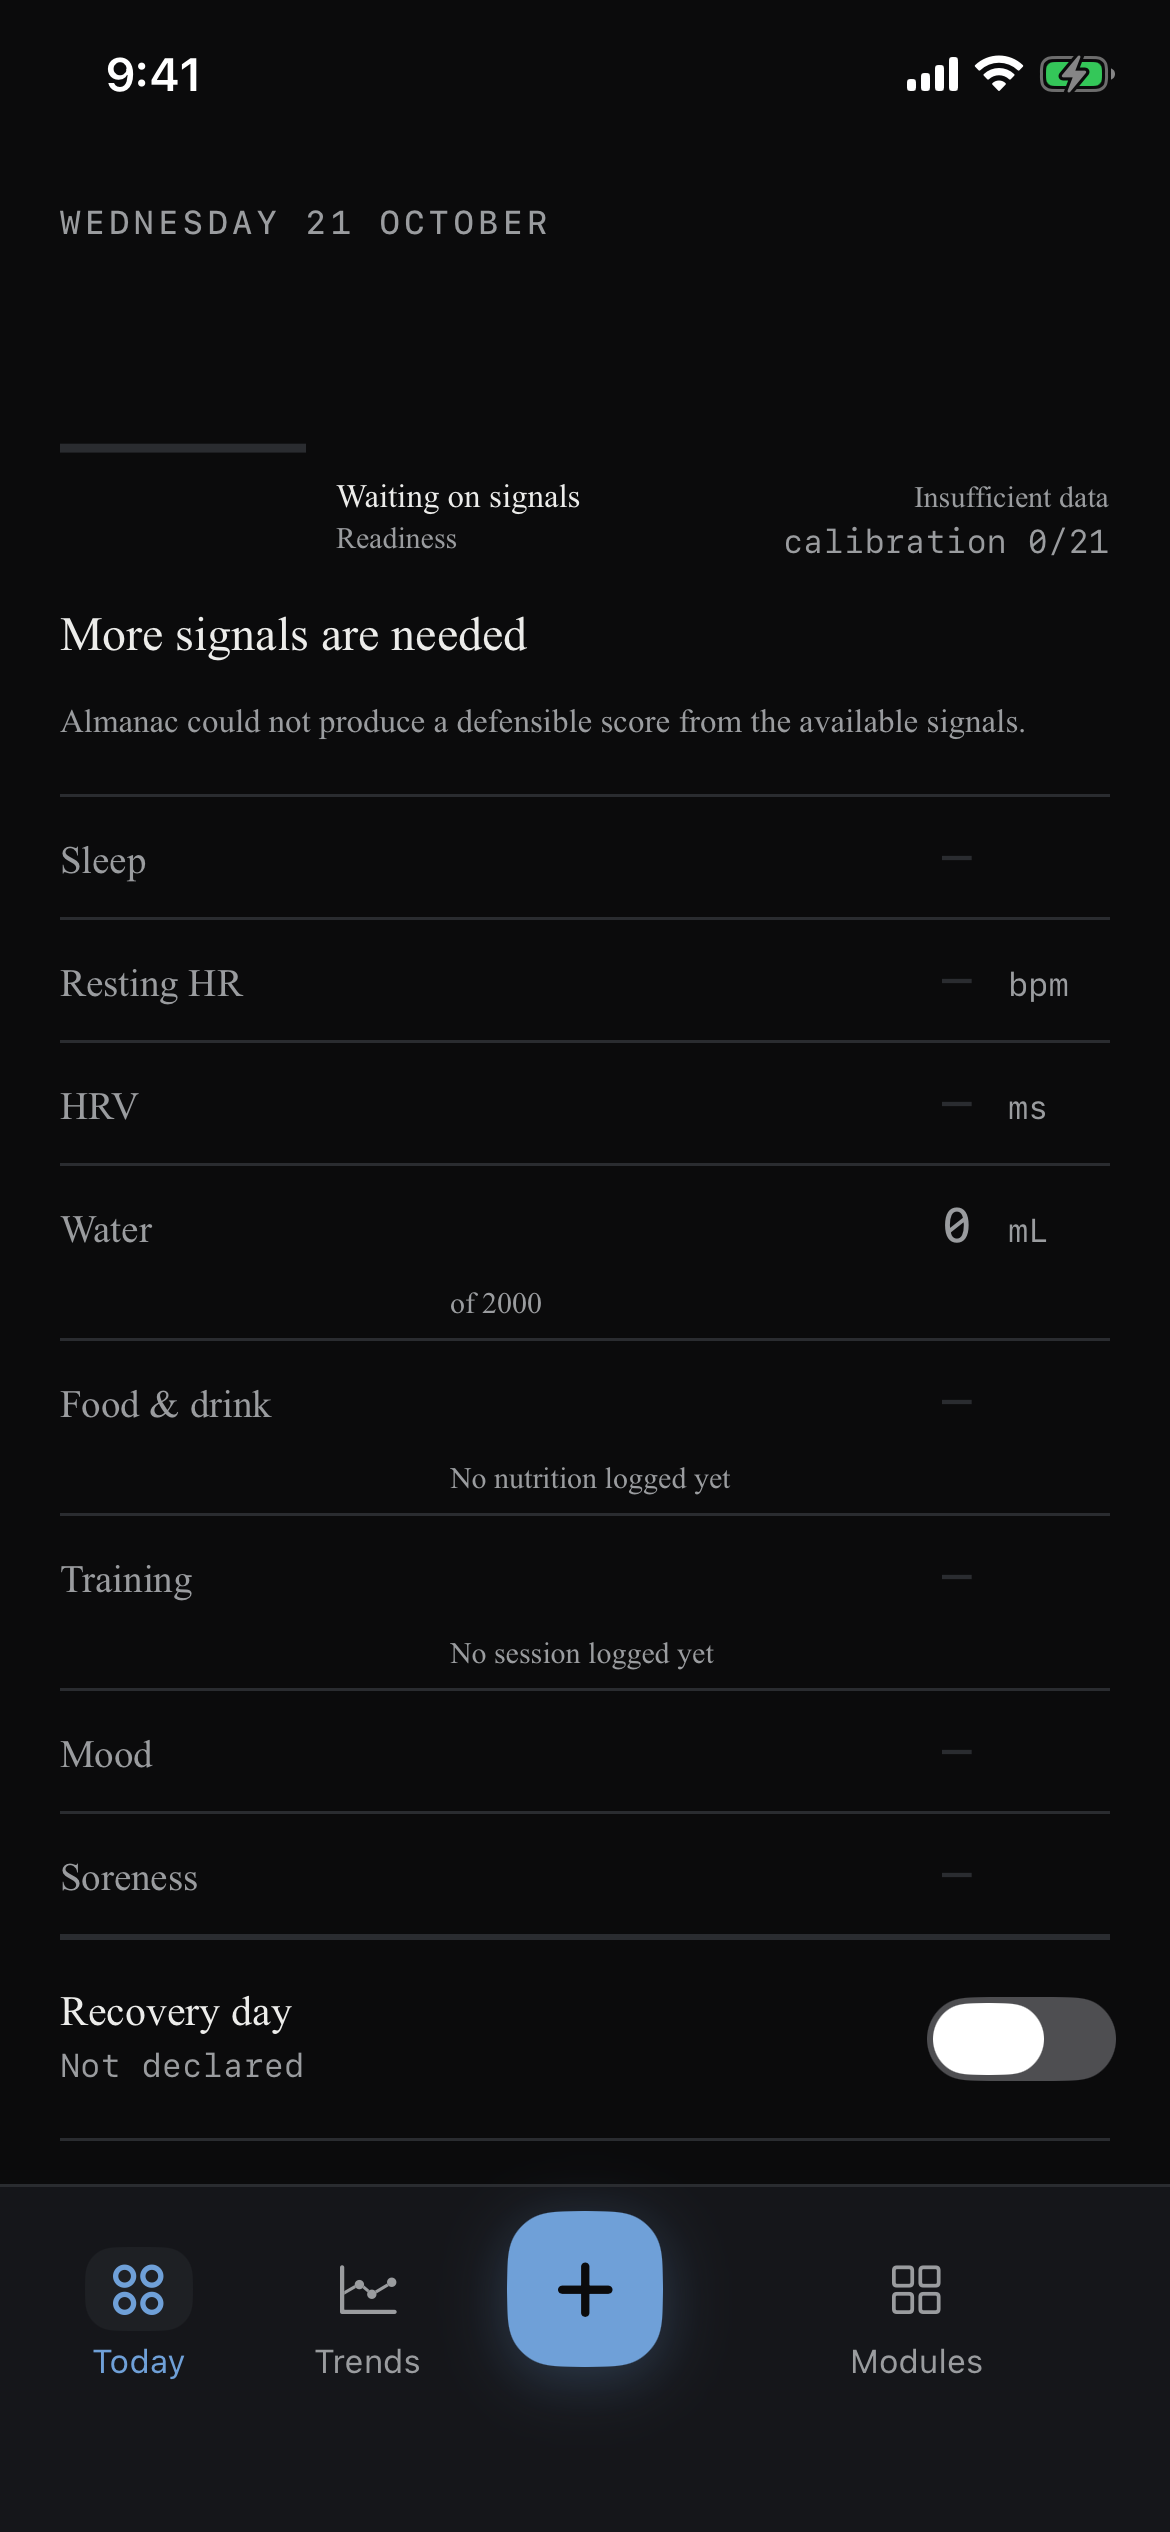 9:41
WEDNESDAY 21 OCTOBER
Waiting on signals
Insufficient data
Readiness
calibration 0/21
More signals are needed
Almanac could not produce a defensible score from the available signals.
Sleep —
Resting HR — bpm
HRV — ms
Water 0 mL
of 2000
Food & drink —
No nutrition logged yet
Training —
No session logged yet
Mood —
Soreness —
Recovery day
Not declared
Today
Trends
Modules